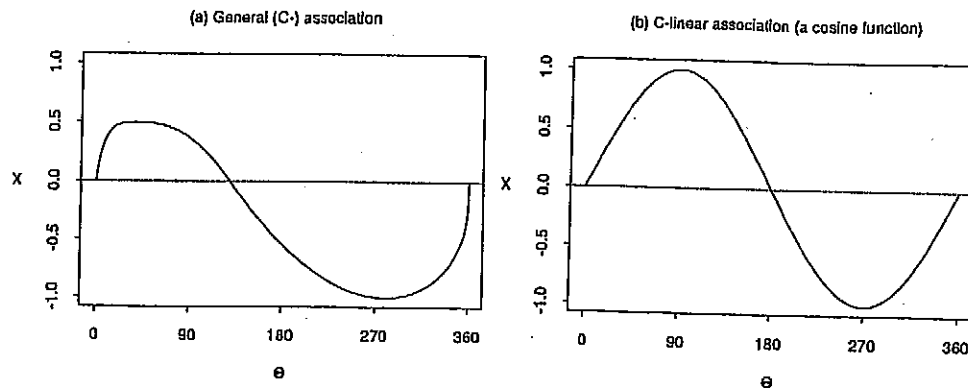 (a) General (C-) association
1.0
0.5
X
0.0
-0.5
-1.0
0 90 180 270 360
Θ
(b) C-linear association (a cosine function)
1.0
0.5
X
0.0
-0.5
-1.0
0 90 180 270 360
Θ